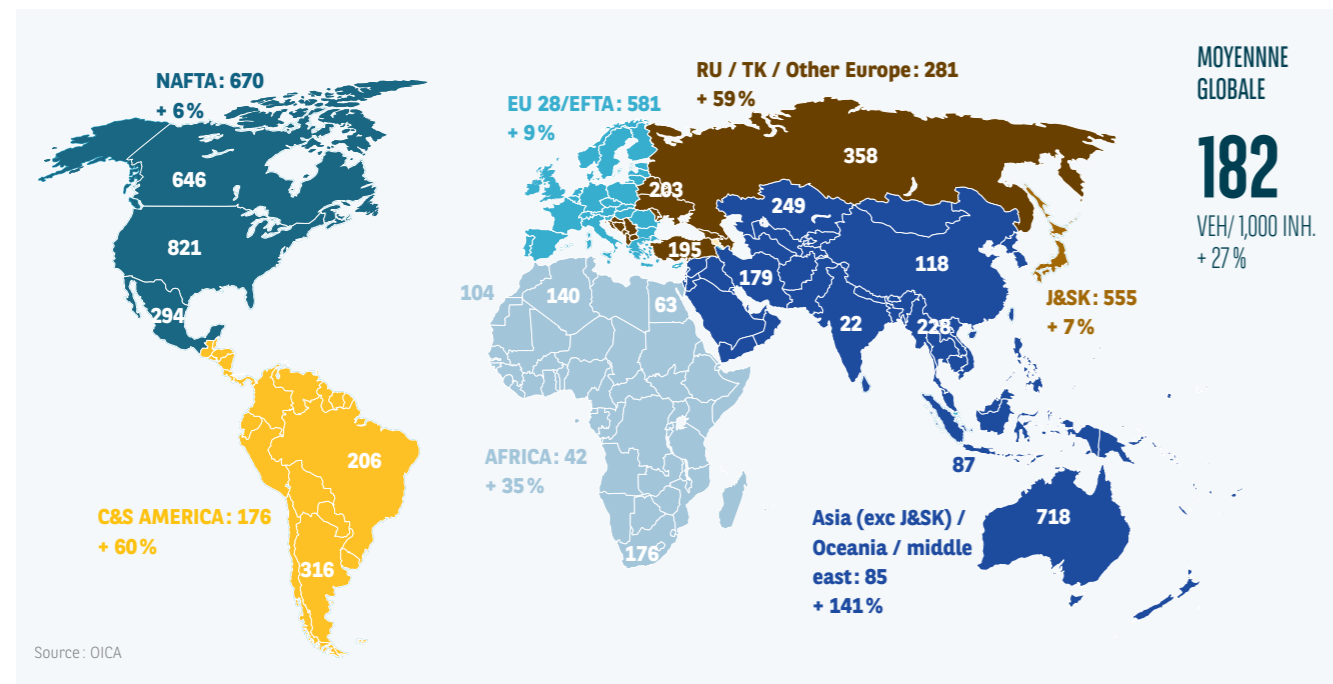 NAFTA: 670
+ 6%
646
821
294
C&S AMERICA: 176
+ 60%
206
316
EU 28/EFTA: 581
+ 9%
RU / TK / Other Europe: 281
+ 59%
358
203
195
104
140
63
AFRICA: 42
+ 35%
176
249
179
118
22
228
87
718
Asia (exc J&SK) /
Oceania / middle
east: 85
+ 141%
J&SK: 555
+ 7%
MOYENNNE
GLOBALE
182
VEH/ 1,000 INH.
+ 27%
Source: OICA